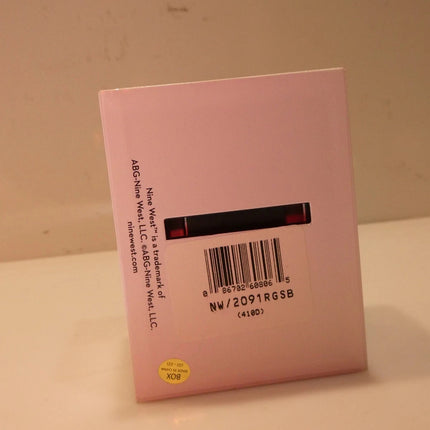 Nine West™ is a trademark of
ABG-Nine West, LLC. ©ABG-Nine West, LLC.
ninewest.com
0 86702 60806 5
NW/2091RGSB
(410D)
BOX